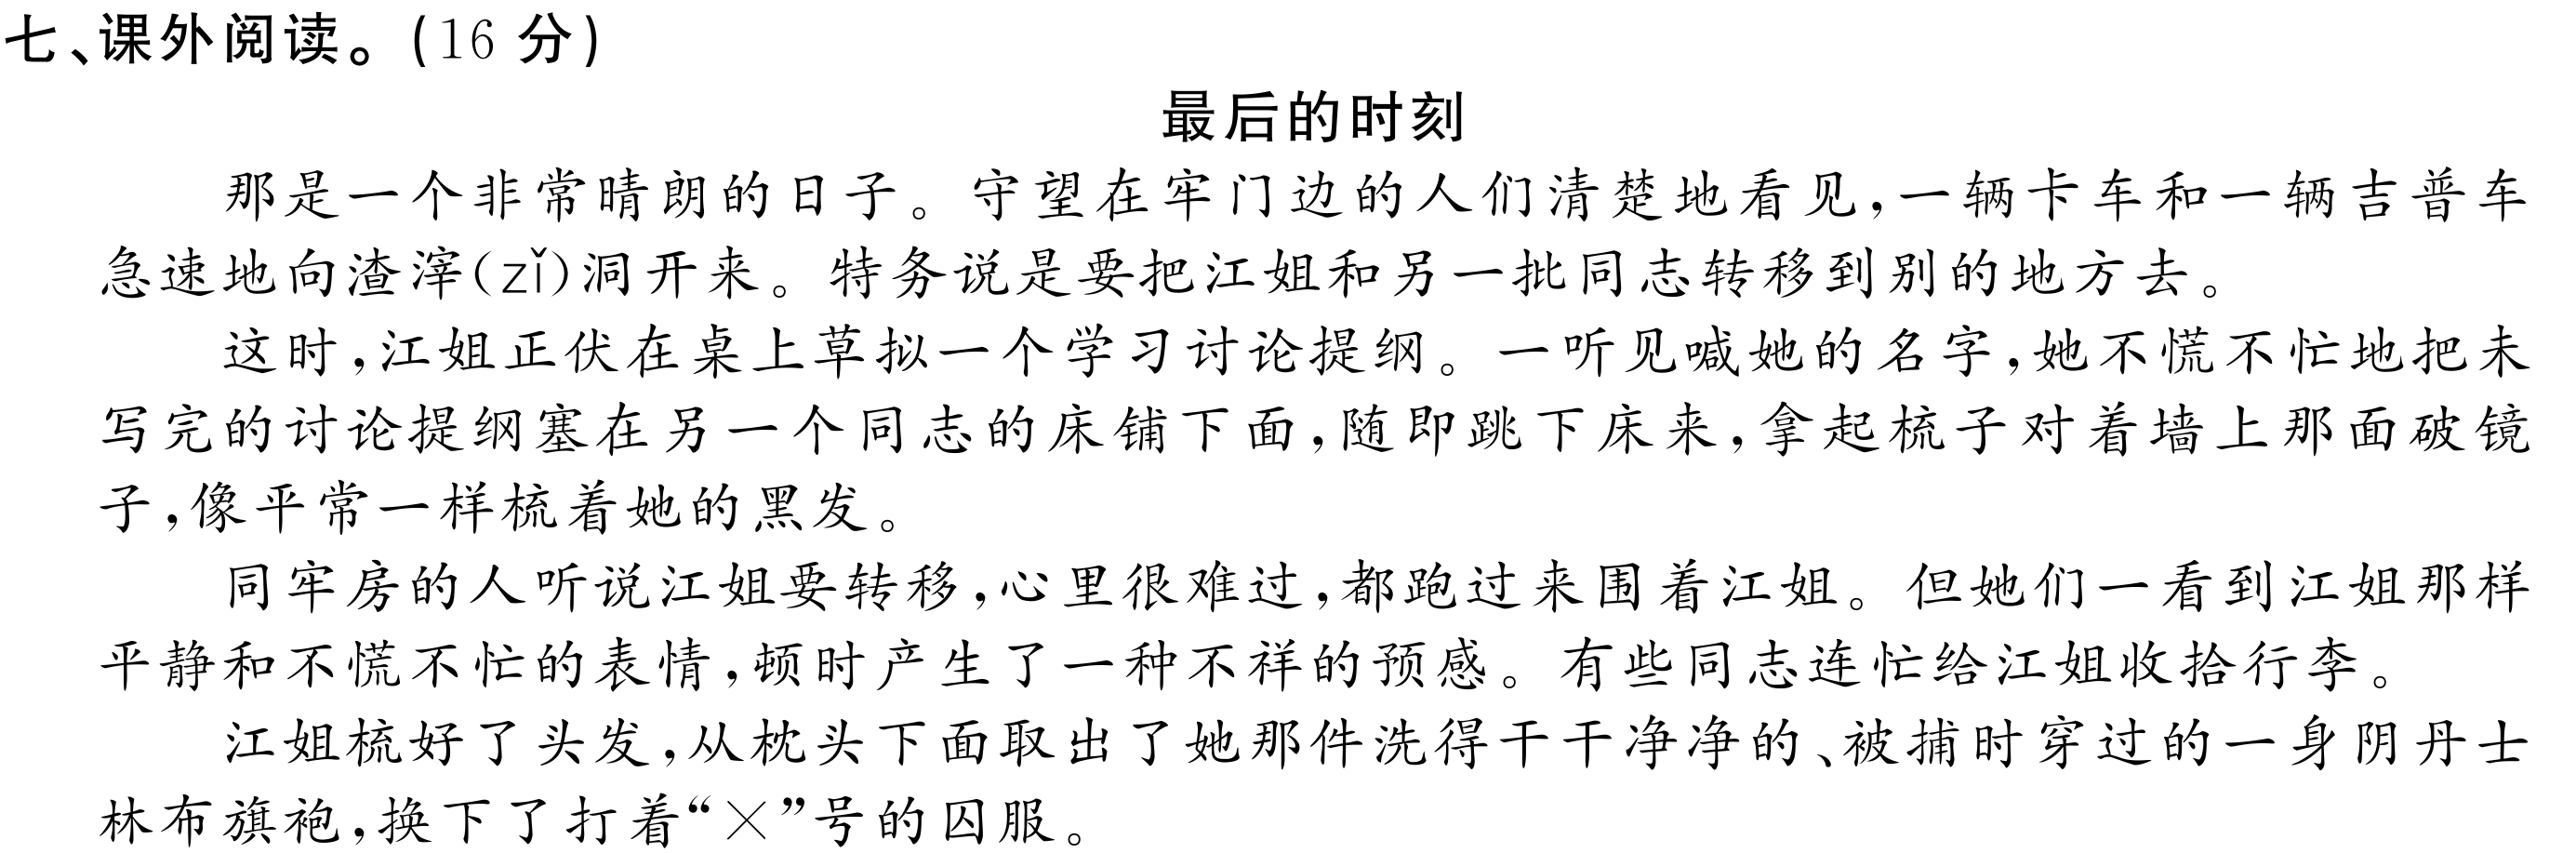 七、课外阅读。(16 分)
最后的时刻
那是一个非常晴朗的日子。守望在牢门边的人们清楚地看见,一辆卡车和一辆吉普车
急速地向渣滓(zǐ)洞开来。特务说是要把江姐和另一批同志转移到别的地方去。
这时,江姐正伏在桌上草拟一个学习讨论提纲。一听见喊她的名字,她不慌不忙地把未
写完的讨论提纲塞在另一个同志的床铺下面,随即跳下床来,拿起梳子对着墙上那面破镜
子,像平常一样梳着她的黑发。
同牢房的人听说江姐要转移,心里很难过,都跑过来围着江姐。但她们一看到江姐那样
平静和不慌不忙的表情,顿时产生了一种不祥的预感。有些同志连忙给江姐收拾行李。
江姐梳好了头发,从枕头下面取出了她那件洗得干干净净的、被捕时穿过的一身阴丹士
林布旗袍,换下了打着“×”号的囚服。